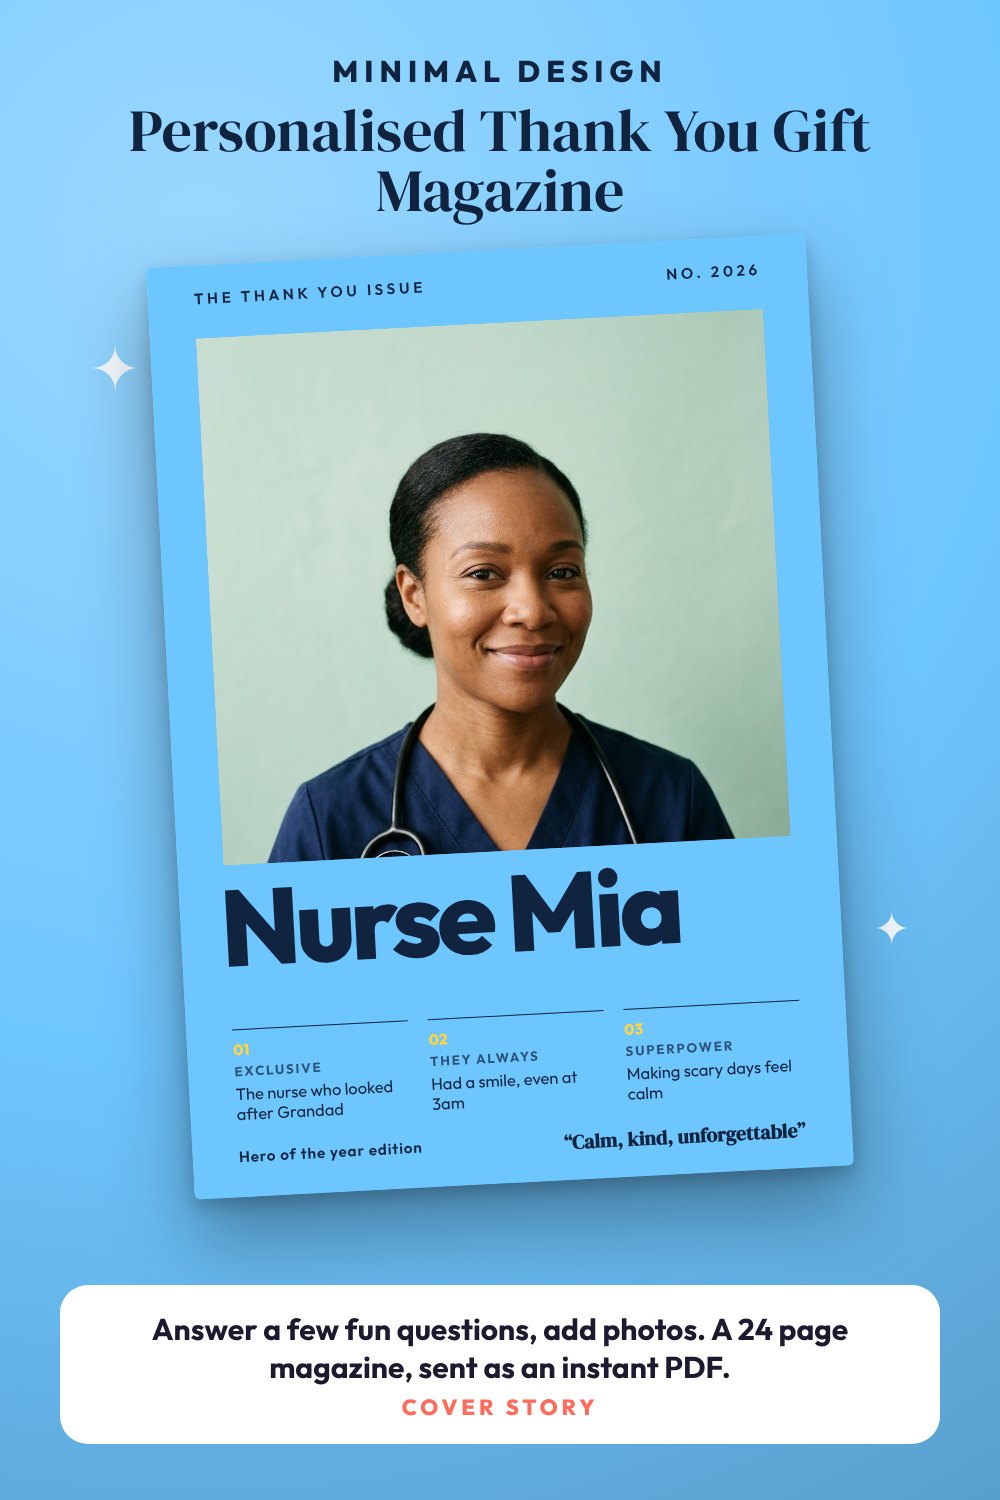 MINIMAL DESIGN
Personalised Thank You Gift
Magazine
THE THANK YOU ISSUE
NO. 2026
Nurse Mia
01
EXCLUSIVE
The nurse who looked
after Grandad
02
THEY ALWAYS
Had a smile, even at
3am
03
SUPERPOWER
Making scary days feel
calm
Hero of the year edition
“Calm, kind, unforgettable”
Answer a few fun questions, add photos. A 24 page
magazine, sent as an instant PDF.
COVER STORY